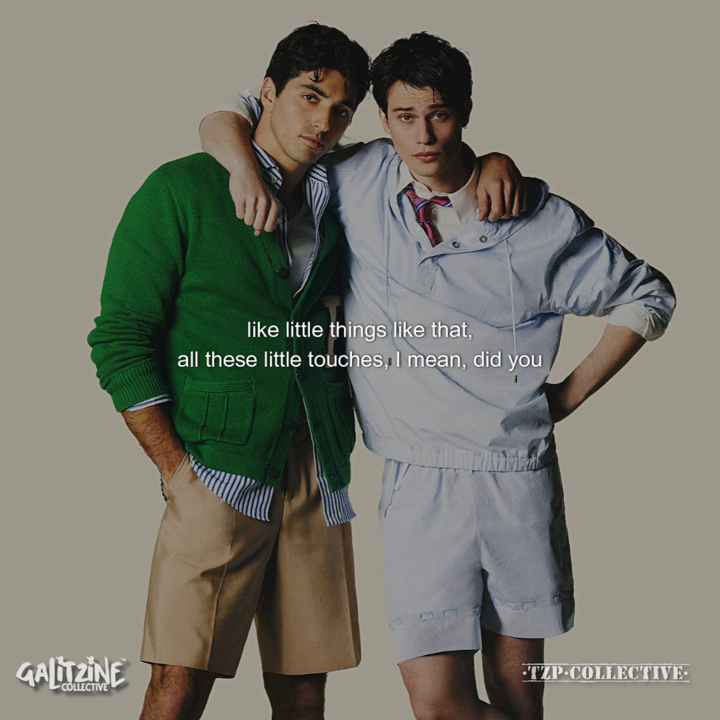 like little things like that,
all these little touches, I mean, did you
GALITZINE
COLLECTIVE
·TZP·COLLECTIVE·